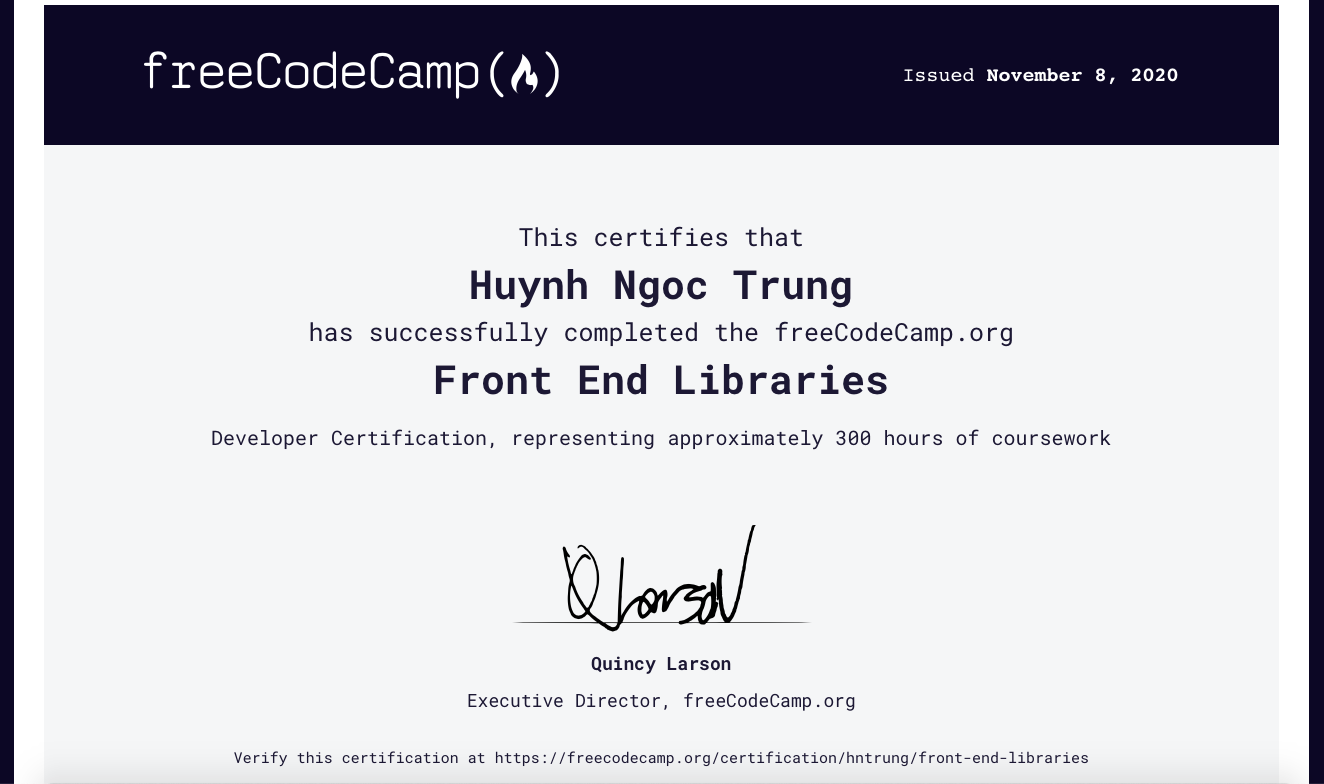 freeCodeCamp
Issued November 8, 2020
This certifies that
Huynh Ngoc Trung
has successfully completed the freeCodeCamp.org
Front End Libraries
Developer Certification, representing approximately 300 hours of coursework
Q Larson
Quincy Larson
Executive Director, freeCodeCamp.org
Verify this certification at https://freecodecamp.org/certification/hntrung/front-end-libraries